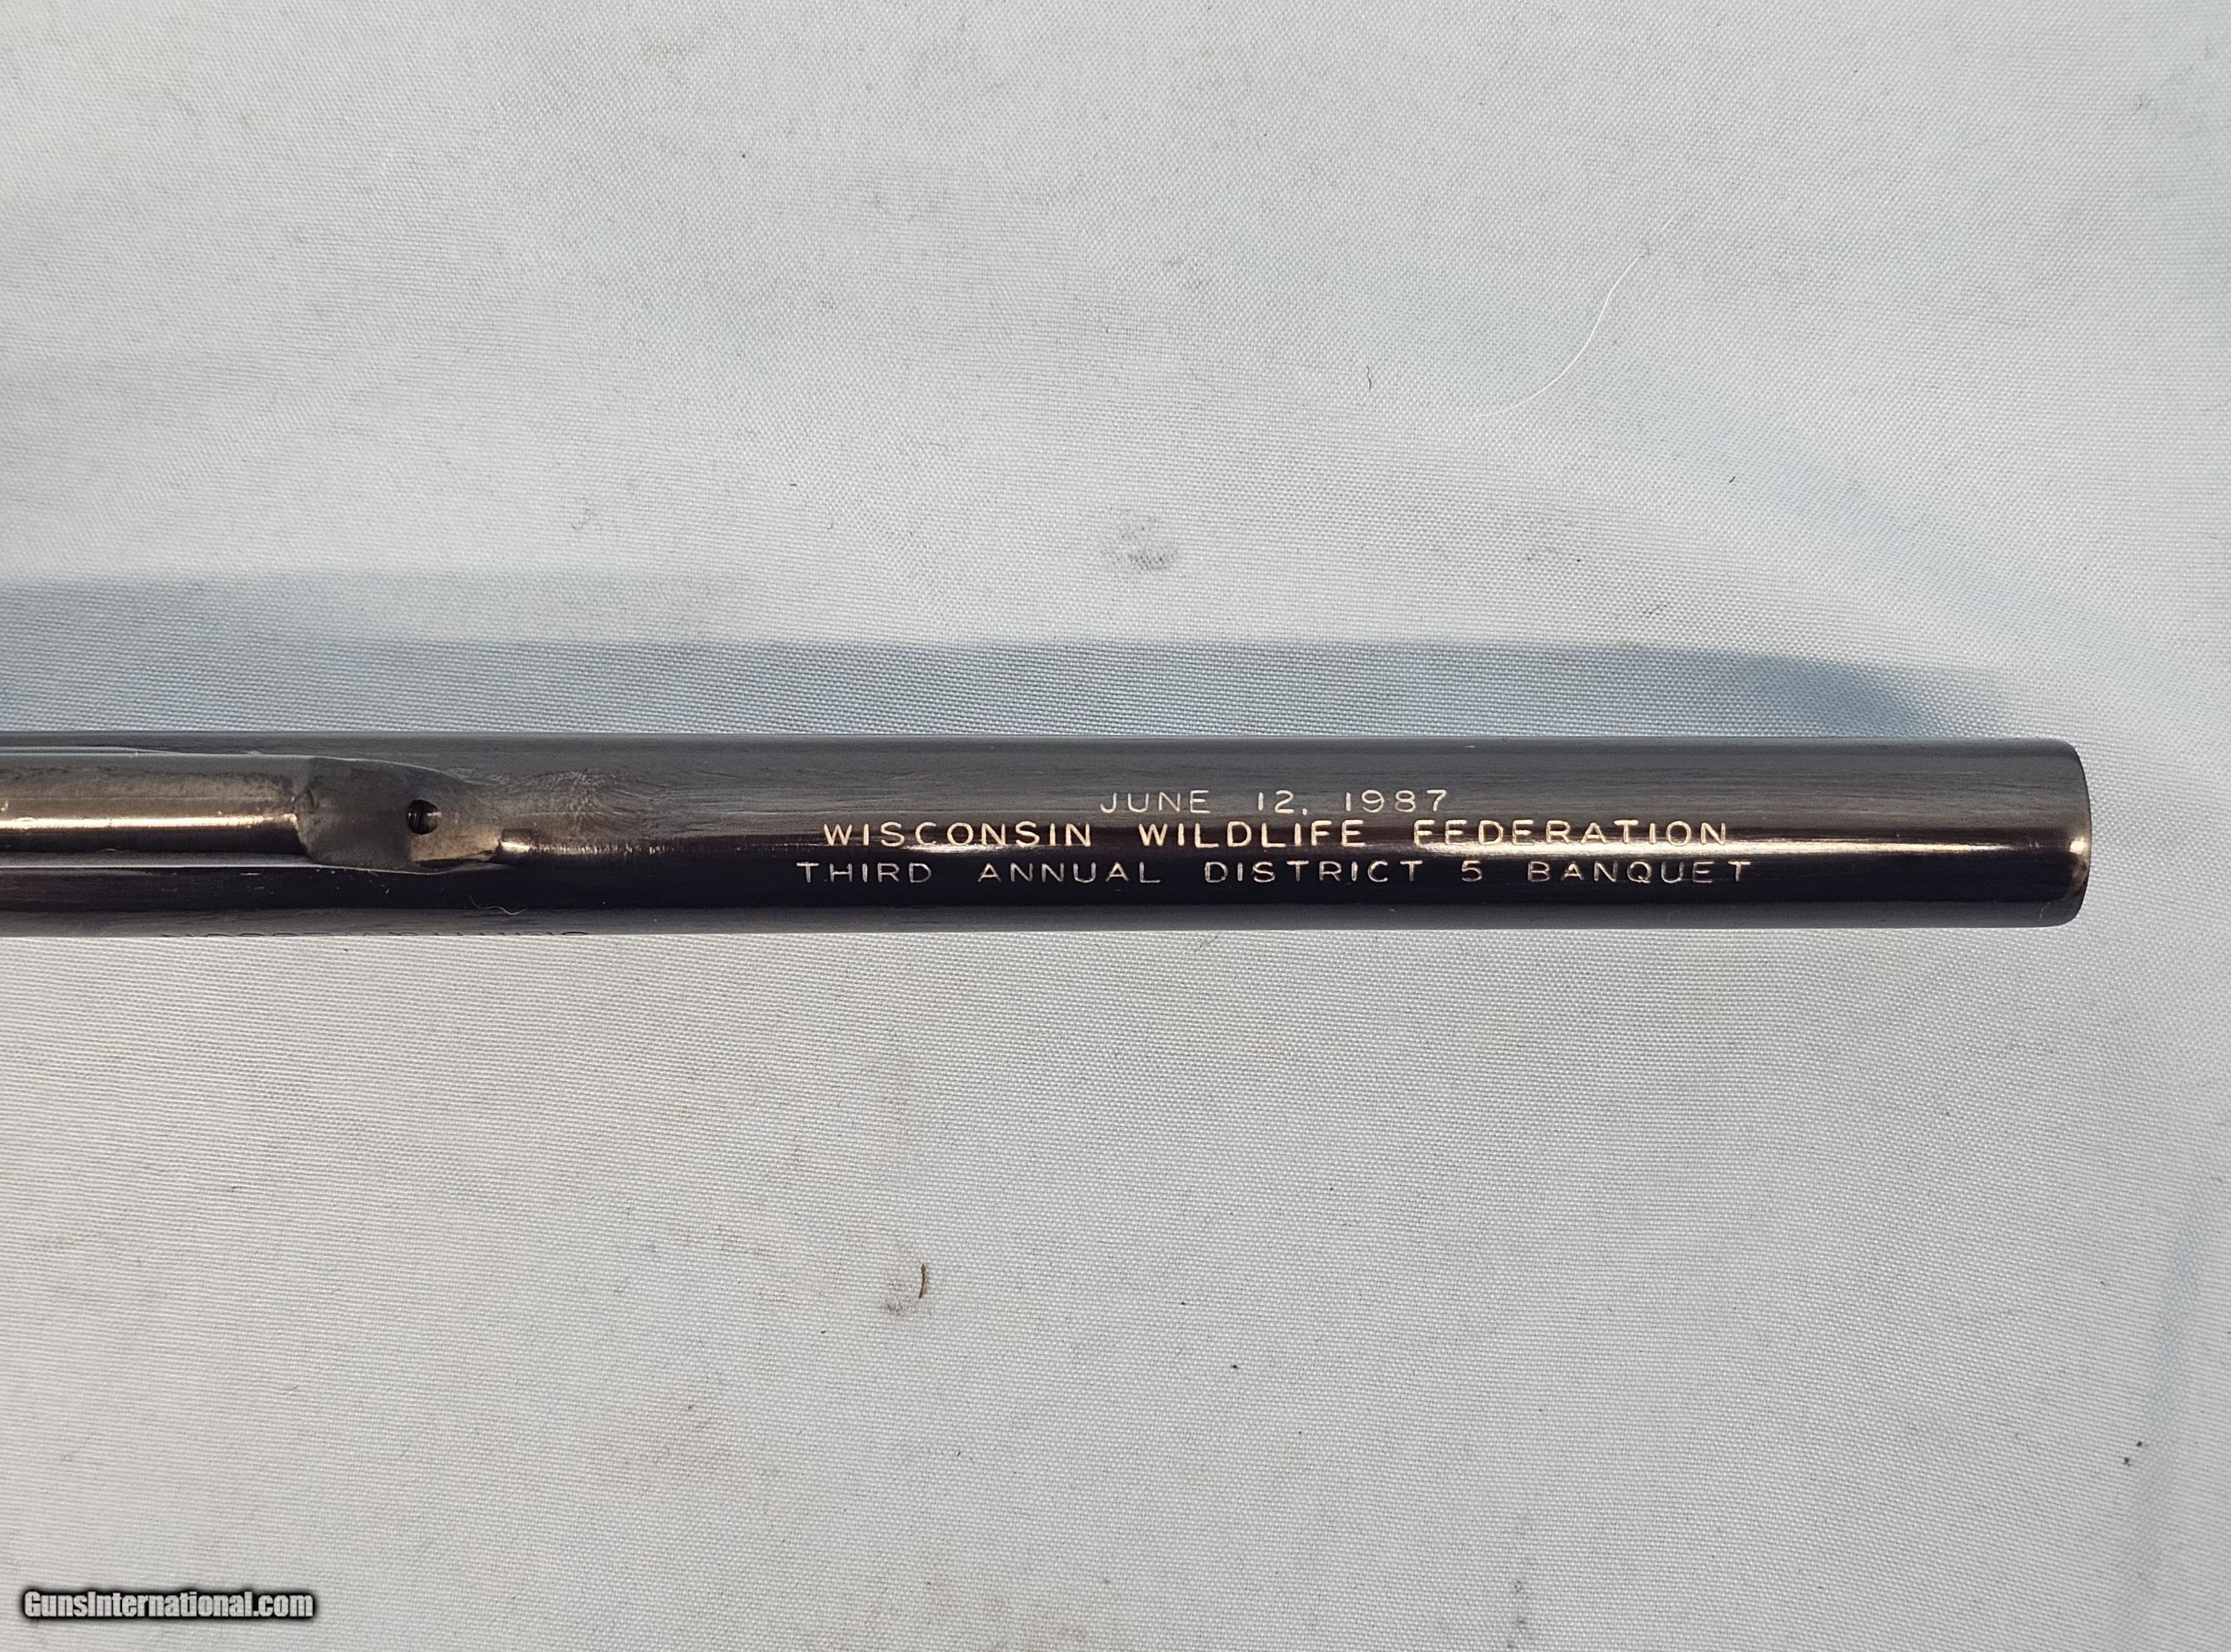 JUNE 12, 1987
WISCONSIN WILDLIFE FEDERATION
THIRD ANNUAL DISTRICT 5 BANQUET
GunsInternational.com